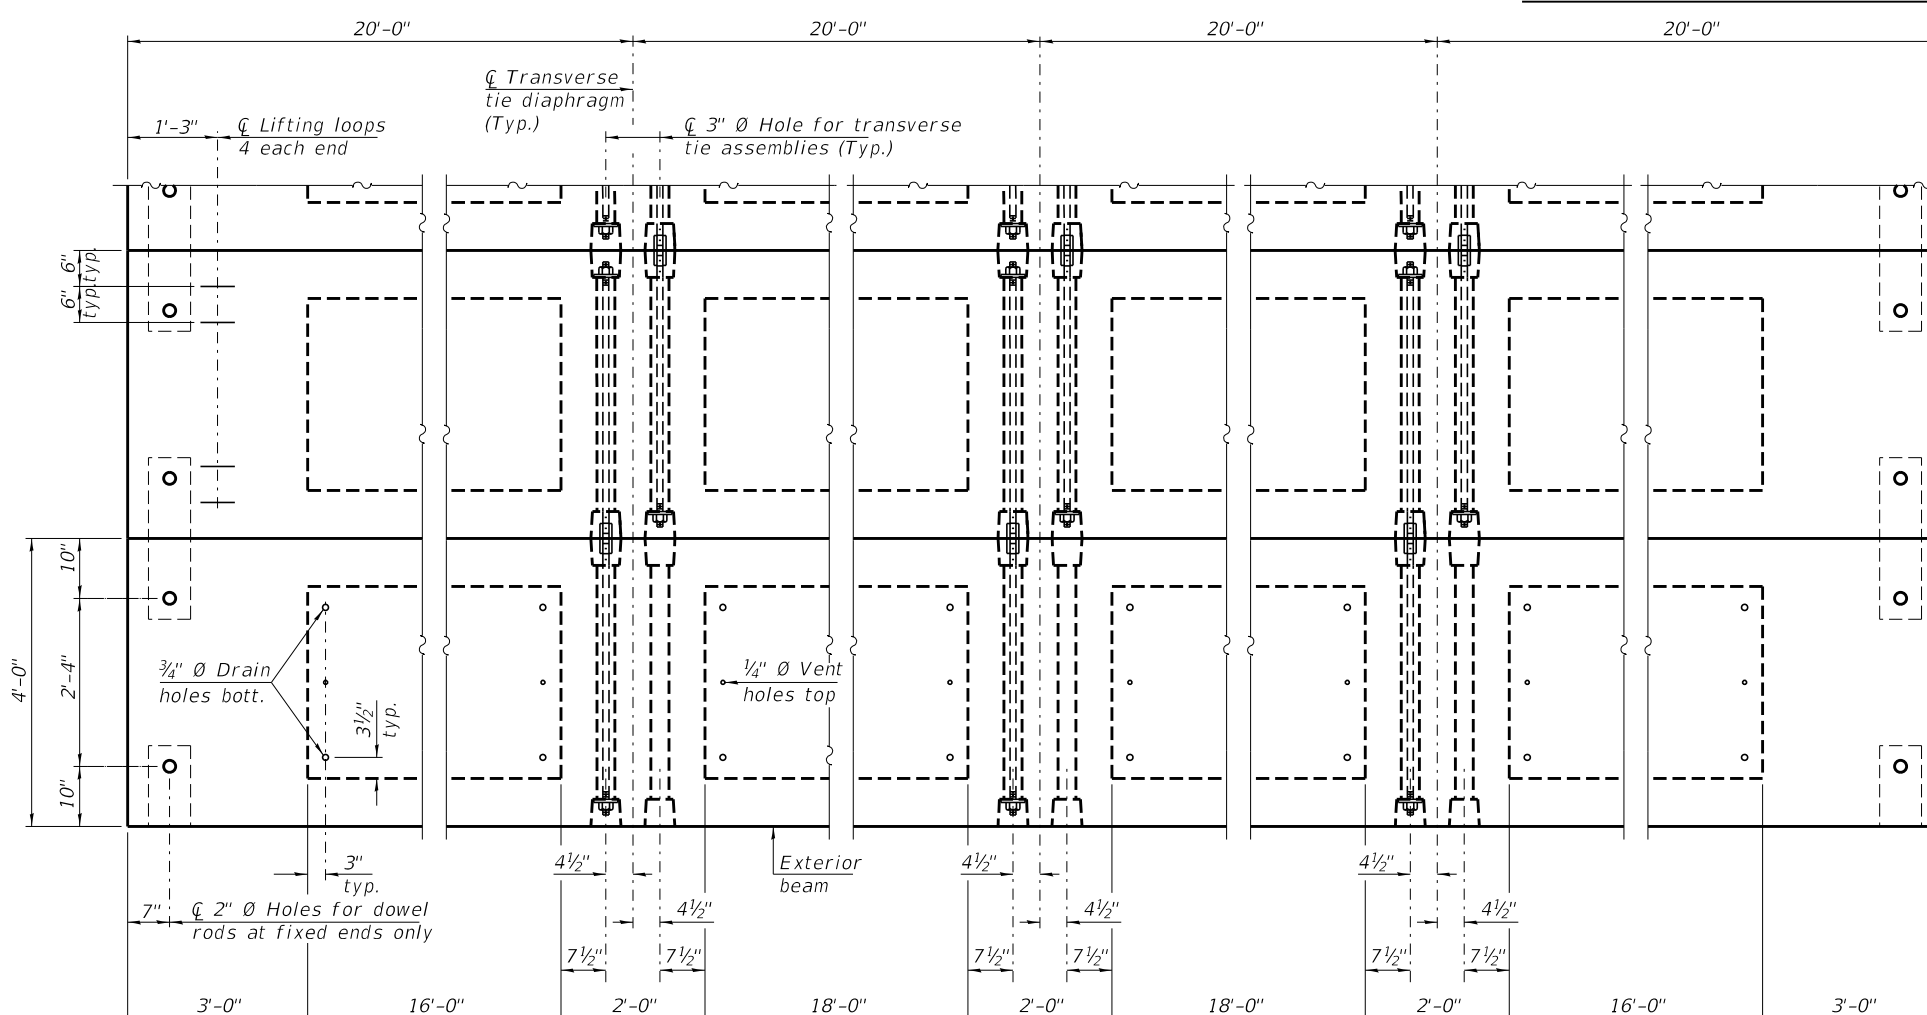 20'-0" 20'-0" 20'-0" 20'-0"
℄ Transverse
tie diaphragm
(Typ.)
1'-3"
℄ Lifting loops
4 each end
℄ 3" Ø Hole for transverse
tie assemblies (Typ.)
6"
typ.
6"
typ.
10"
4'-0"
2'-4"
10"
¾" Ø Drain
holes bott.
3½"
typ.
¼" Ø Vent
holes top
3"
typ.
4½" 4½" 4½"
Exterior
beam
7"
℄ 2" Ø Holes for dowel
rods at fixed ends only
4½" 4½" 4½"
7½" 7½" 7½" 7½" 7½" 7½"
3'-0" 16'-0" 2'-0" 18'-0" 2'-0" 18'-0" 2'-0" 16'-0" 3'-0"